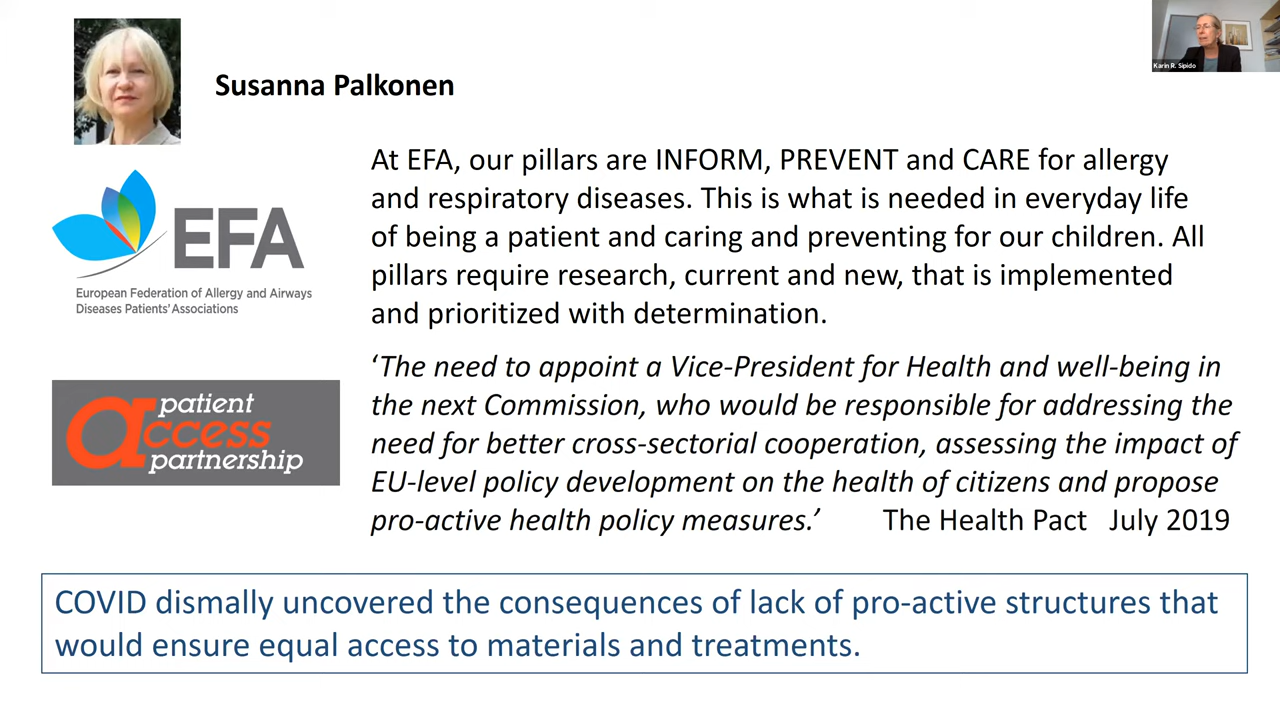 Karin R. Sipido
Susanna Palkonen
EFA
European Federation of Allergy and Airways
Diseases Patients' Associations
At EFA, our pillars are INFORM, PREVENT and CARE for allergy
and respiratory diseases. This is what is needed in everyday life
of being a patient and caring and preventing for our children. All
pillars require research, current and new, that is implemented
and prioritized with determination.
patient
access
partnership
‘The need to appoint a Vice-President for Health and well-being in
the next Commission, who would be responsible for addressing the
need for better cross-sectorial cooperation, assessing the impact of
EU-level policy development on the health of citizens and propose
pro-active health policy measures.’ The Health Pact July 2019
COVID dismally uncovered the consequences of lack of pro-active structures that
would ensure equal access to materials and treatments.